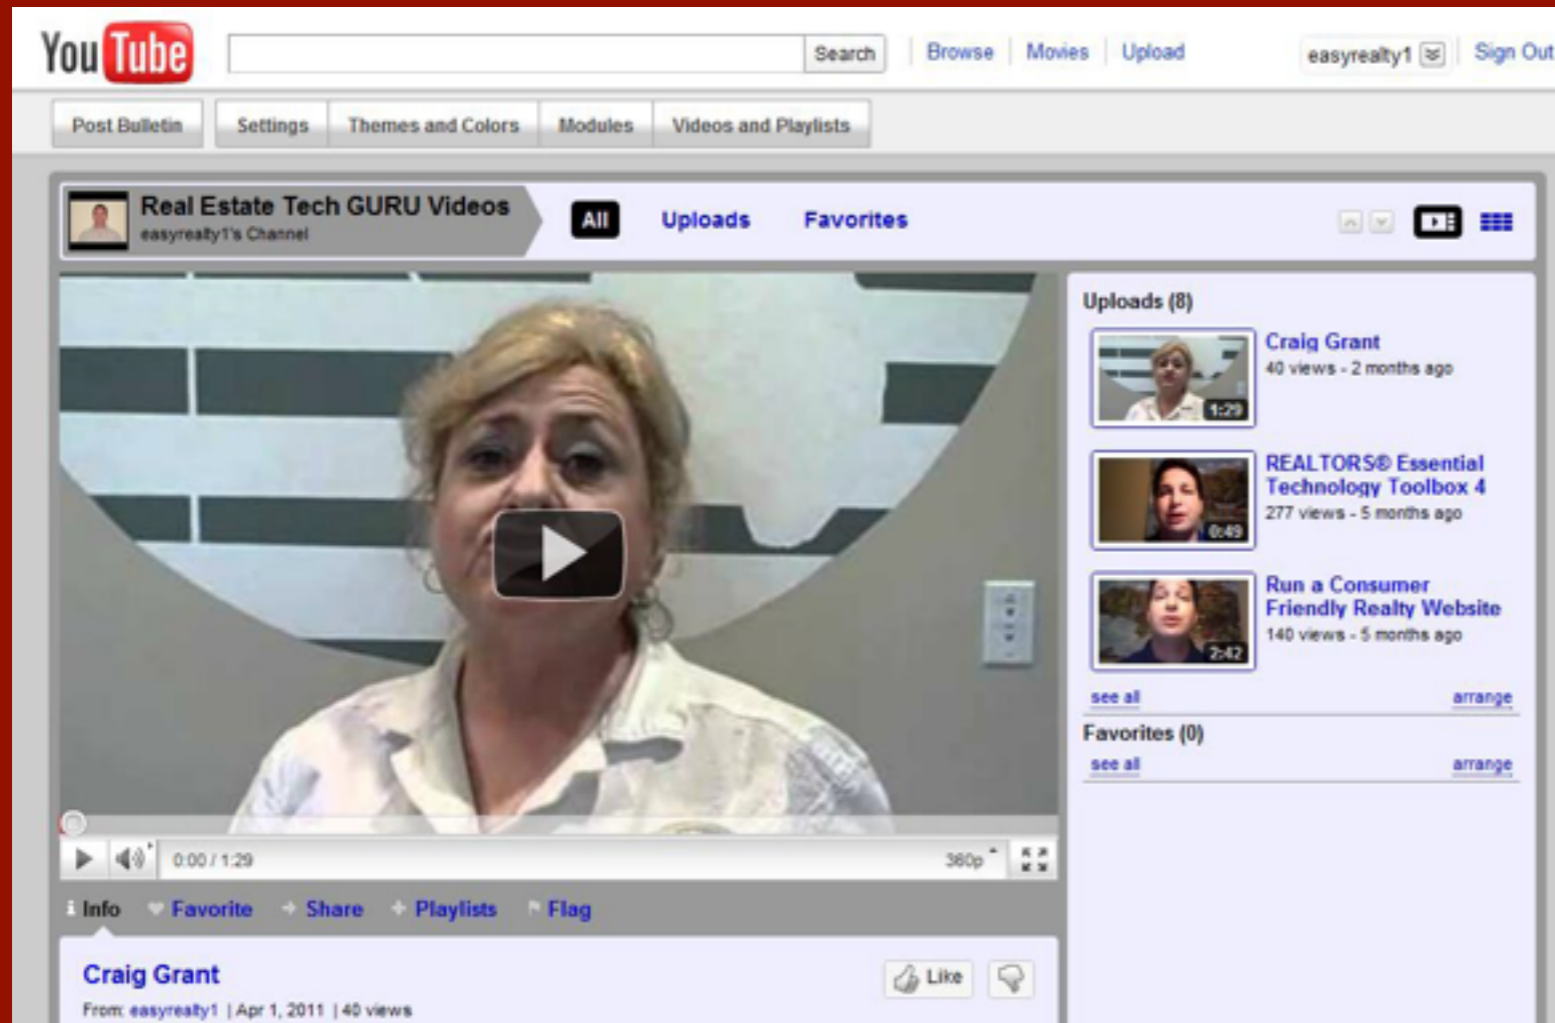 YouTube Search Browse Movies Upload easyrealty1 Sign Out
Post Bulletin Settings Themes and Colors Modules Videos and Playlists
Real Estate Tech GURU Videos
easyrealty1's Channel
All Uploads Favorites
Uploads (8)
Craig Grant
40 views - 2 months ago
1:29
REALTORS® Essential
Technology Toolbox 4
277 views - 5 months ago
0:49
Run a Consumer
Friendly Realty Website
140 views - 5 months ago
2:42
see all arrange
Favorites (0)
see all arrange
0:00 / 1:29 360p
Info Favorite Share Playlists Flag
Craig Grant Like
From: easyrealty1 | Apr 1, 2011 | 40 views